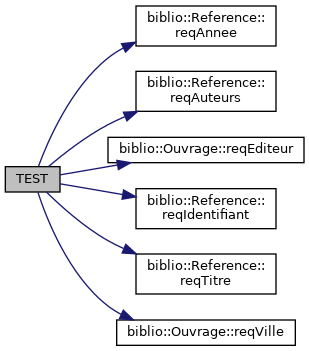 biblio::Reference::
reqAnnee
biblio::Reference::
reqAuteurs
biblio::Ouvrage::reqEditeur
TEST
biblio::Reference::
reqIdentifiant
biblio::Reference::
reqTitre
biblio::Ouvrage::reqVille